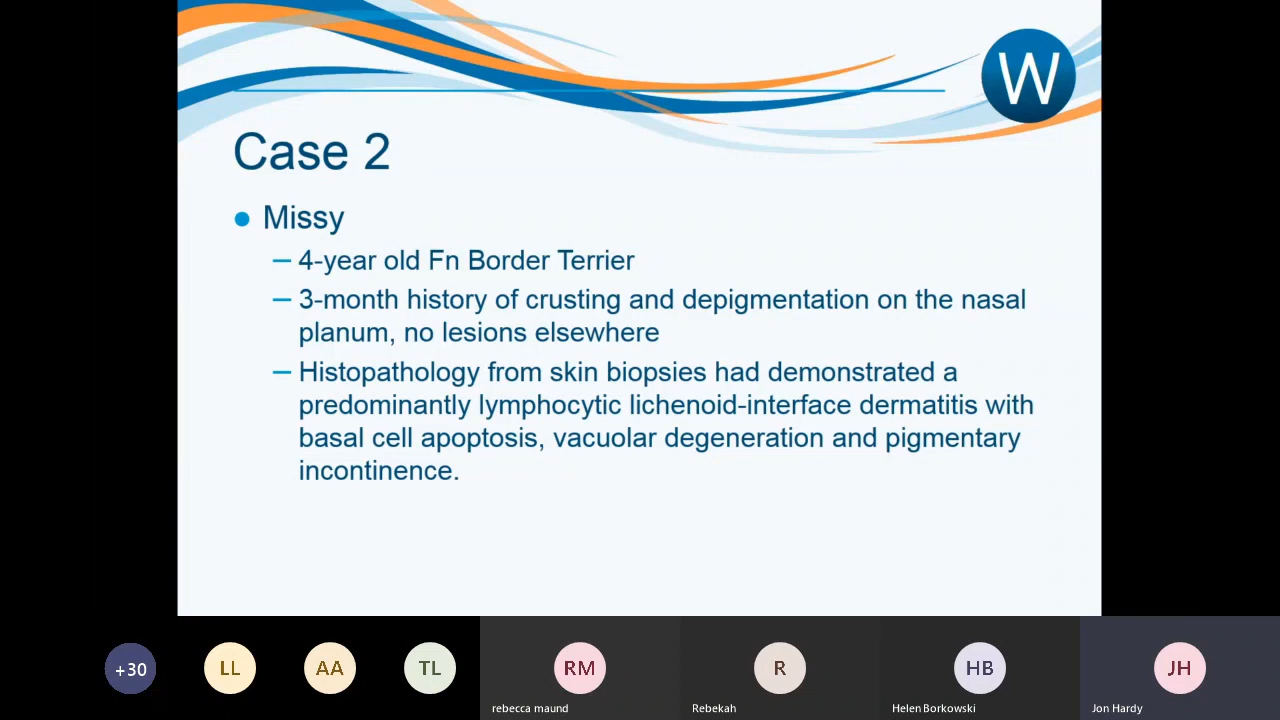 W
Case 2
● Missy
– 4-year old Fn Border Terrier
– 3-month history of crusting and depigmentation on the nasal
planum, no lesions elsewhere
– Histopathology from skin biopsies had demonstrated a
predominantly lymphocytic lichenoid-interface dermatitis with
basal cell apoptosis, vacuolar degeneration and pigmentary
incontinence.
+30
LL
AA
TL
RM
R
HB
JH
rebecca maund
Rebekah
Helen Borkowski
Jon Hardy